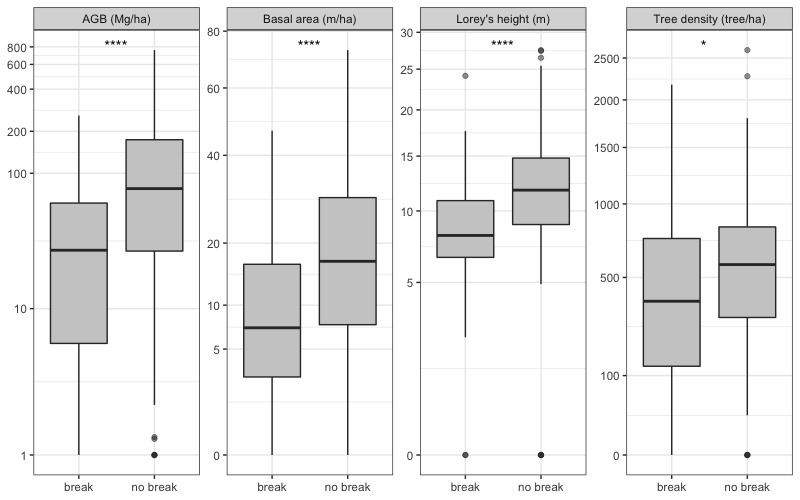 AGB (Mg/ha)
Basal area (m/ha)
Lorey's height (m)
Tree density (tree/ha)
****
****
****
*
800
600
400
200
100
10
1
80
60
40
20
10
5
0
30
25
20
15
10
5
0
2500
2000
1500
1000
500
100
0
break
no break
break
no break
break
no break
break
no break